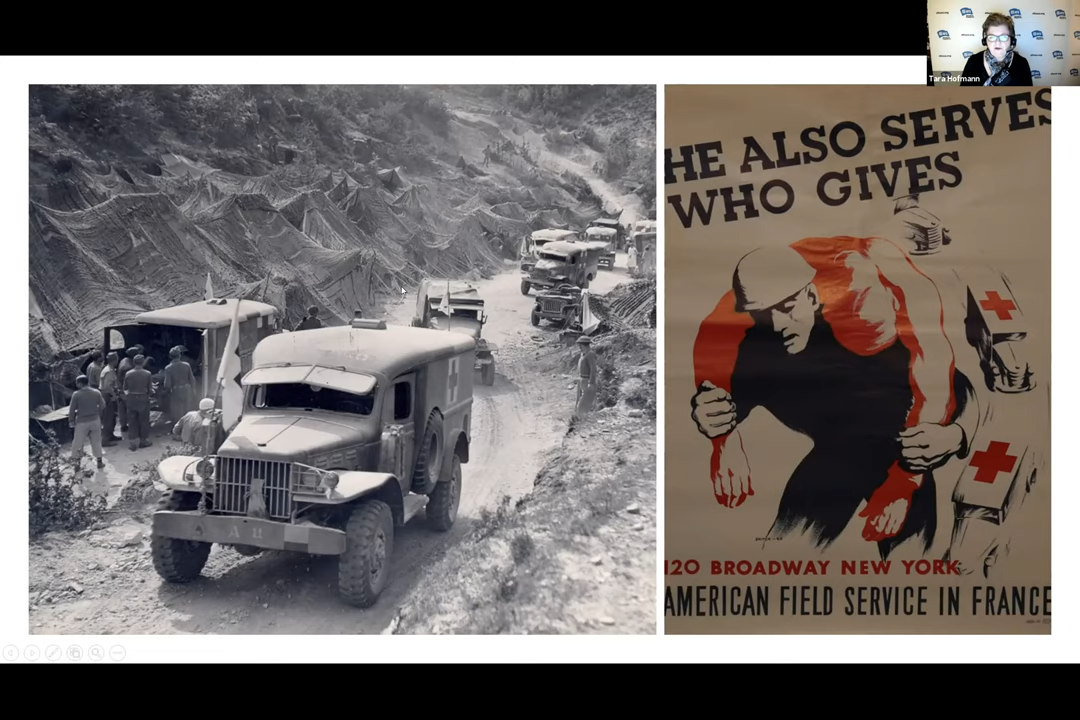 Tara Hofmann
HE ALSO SERVES
WHO GIVES
120 BROADWAY NEW YORK
AMERICAN FIELD SERVICE IN FRANCE